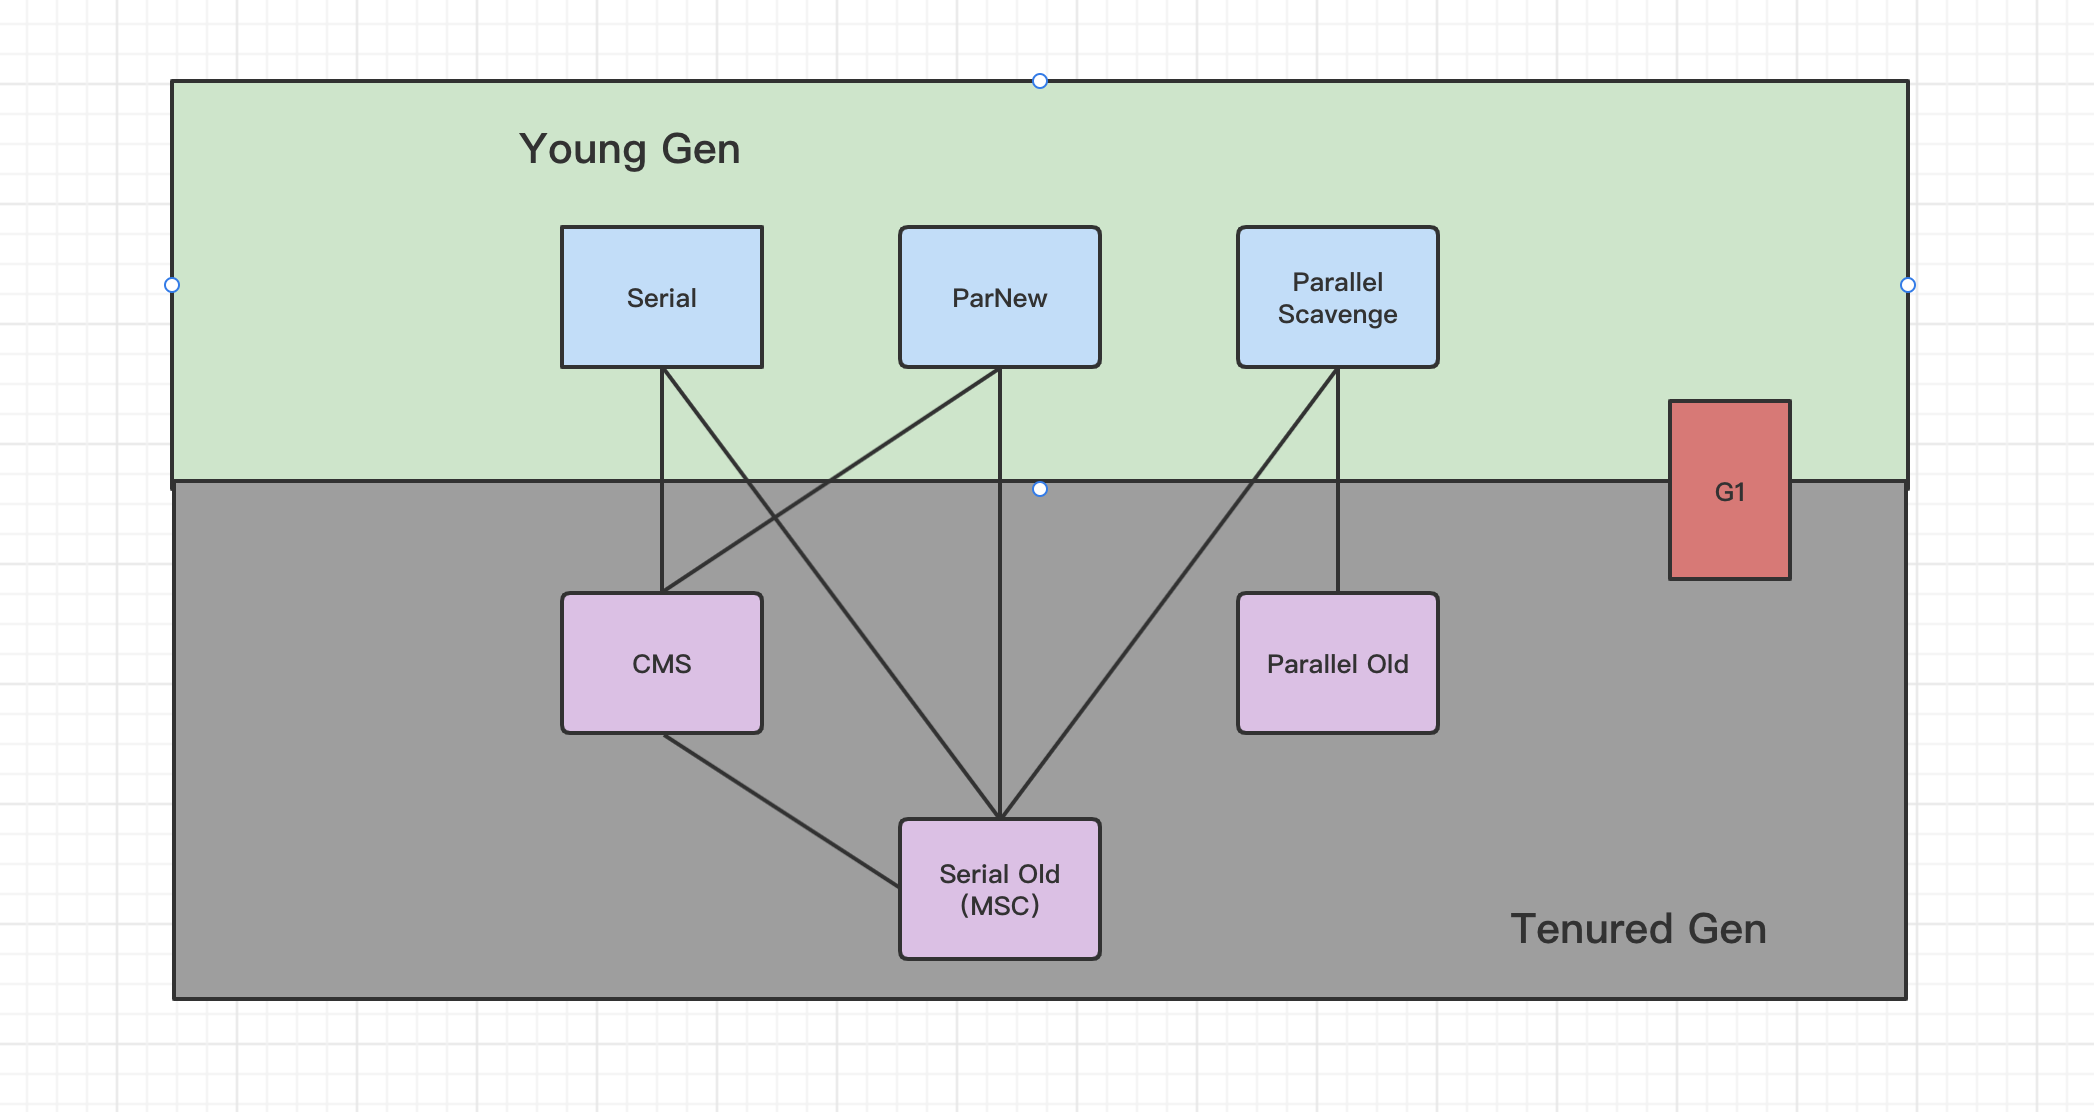 Young Gen
Serial
ParNew
Parallel
Scavenge
G1
CMS
Parallel Old
Serial Old
(MSC)
Tenured Gen